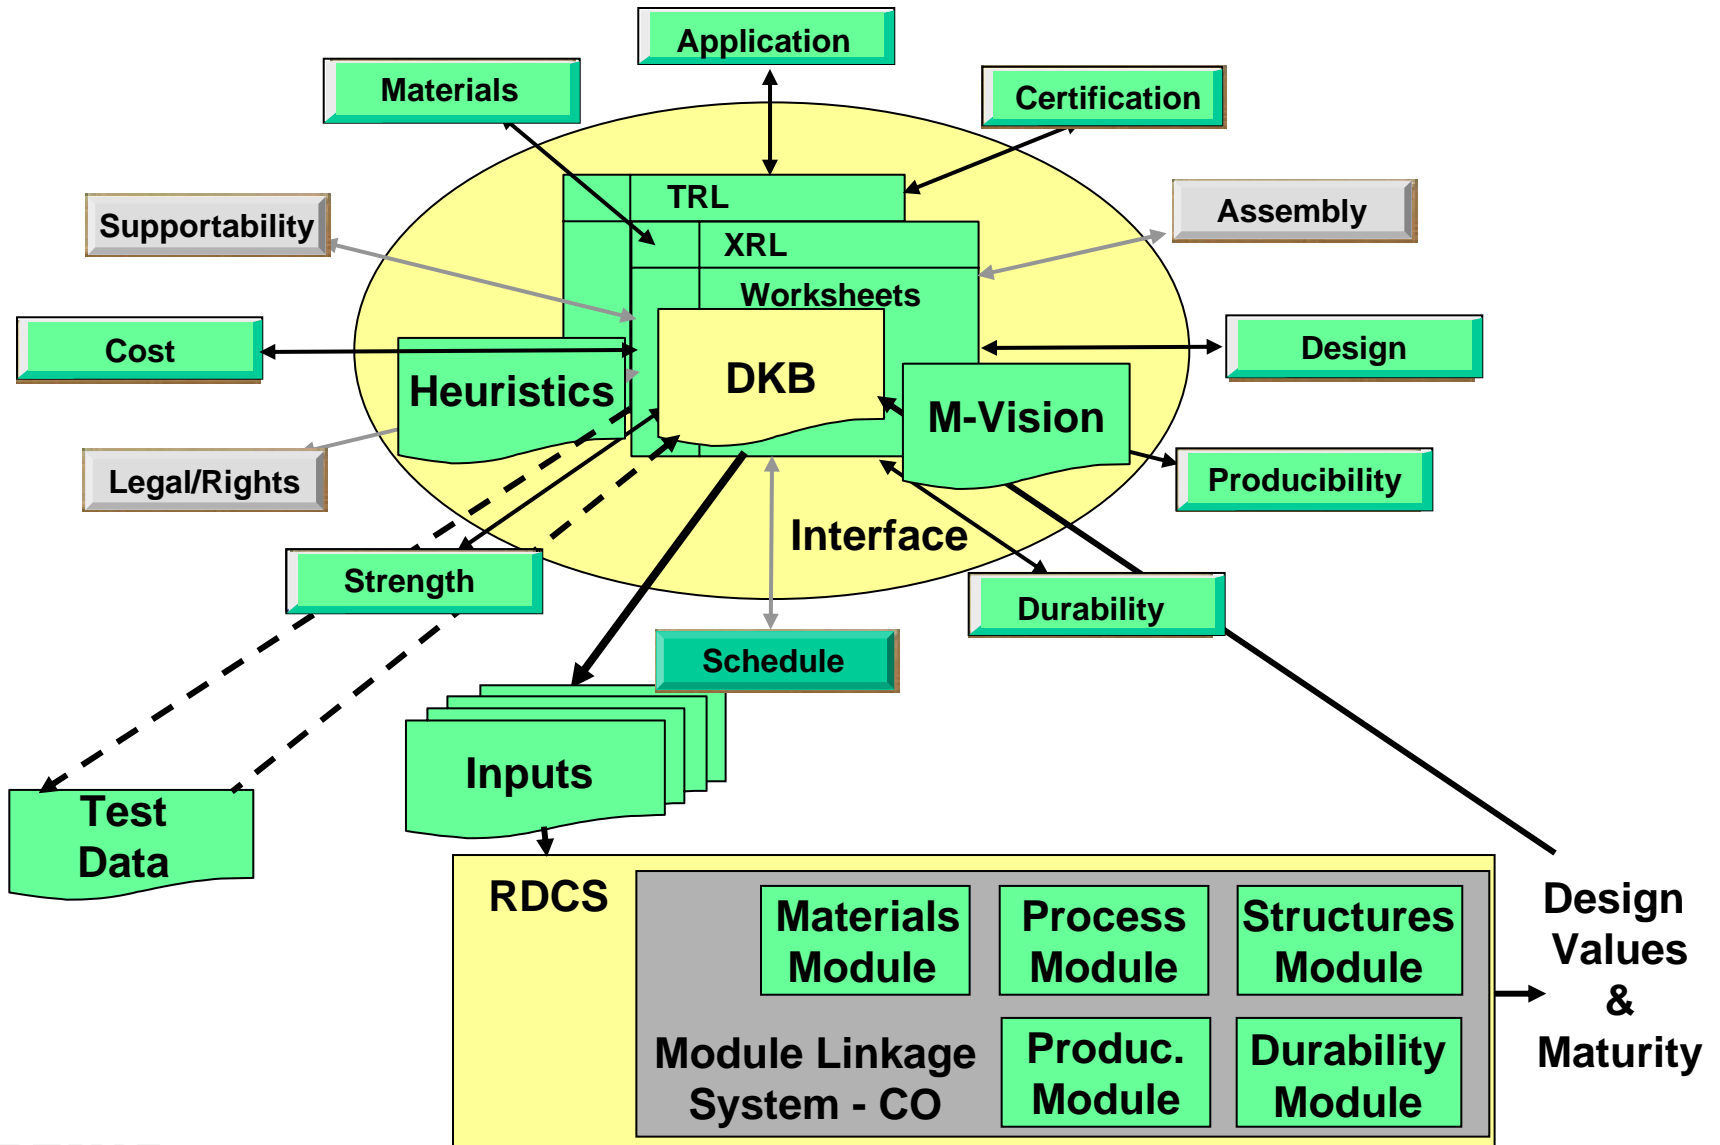 Application
Materials
Certification
TRL
Supportability
Assembly
XRL
Worksheets
Cost
Design
Heuristics
DKB
M-Vision
Legal/Rights
Producibility
Interface
Strength
Durability
Schedule
Inputs
Test
Data
RDCS
Materials
Module
Process
Module
Structures
Module
Module Linkage
System - CO
Produc.
Module
Durability
Module
Design
Values
&
Maturity